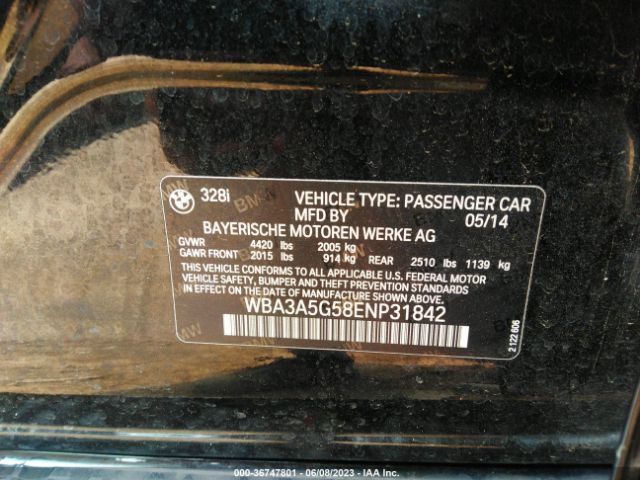 328i VEHICLE TYPE: PASSENGER CAR
MFD BY 05/14
BAYERISCHE MOTOREN WERKE AG
GVWR 4420 lbs 2005 kg
GAWR FRONT 2015 lbs 914 kg REAR 2510 lbs 1139 kg
THIS VEHICLE CONFORMS TO ALL APPLICABLE U.S. FEDERAL MOTOR
VEHICLE SAFETY, BUMPER AND THEFT PREVENTION STANDARDS
IN EFFECT ON THE DATE OF MANUFACTURE SHOWN ABOVE.
WBA3A5G58ENP31842
2 122 606
000-36747801 - 06/08/2023 - IAA Inc.